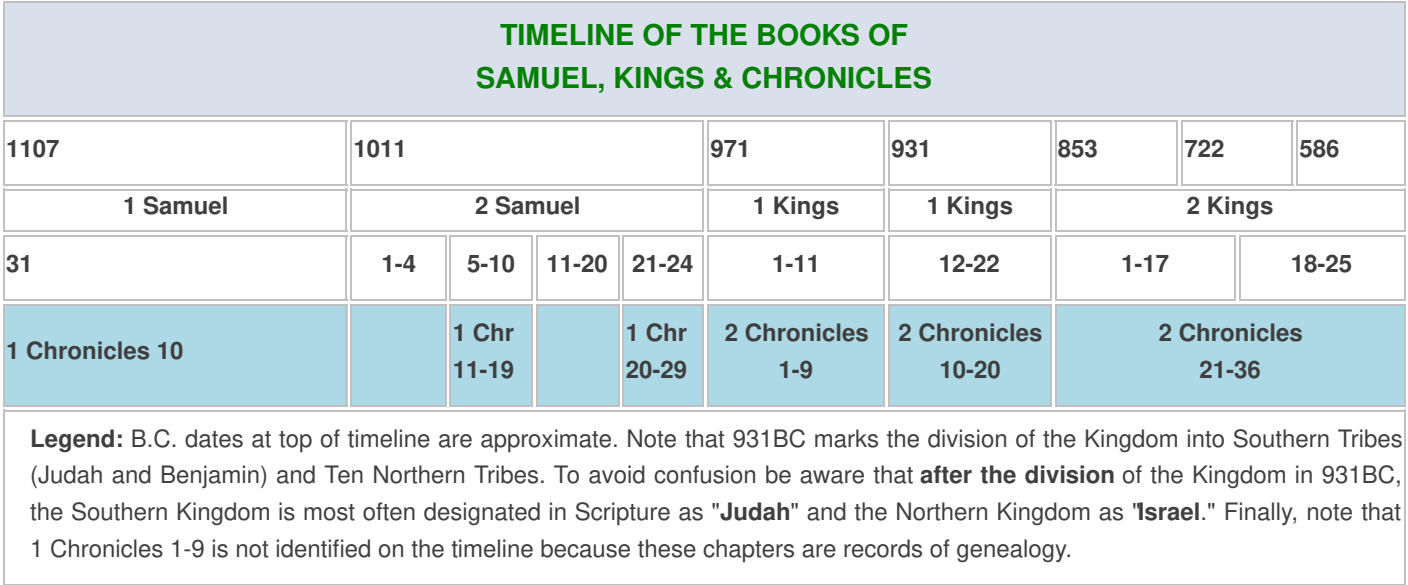 TIMELINE OF THE BOOKS OF
SAMUEL, KINGS & CHRONICLES
1107 1011 971 931 853 722 586
1 Samuel 2 Samuel 1 Kings 1 Kings 2 Kings
31 1-4 5-10 11-20 21-24 1-11 12-22 1-17 18-25
1 Chronicles 10 1 Chr 11-19 1 Chr 20-29 2 Chronicles 1-9 2 Chronicles 10-20 2 Chronicles 21-36
Legend: B.C. dates at top of timeline are approximate. Note that 931BC marks the division of the Kingdom into Southern Tribes
(Judah and Benjamin) and Ten Northern Tribes. To avoid confusion be aware that after the division of the Kingdom in 931BC,
the Southern Kingdom is most often designated in Scripture as "Judah" and the Northern Kingdom as "Israel." Finally, note that
1 Chronicles 1-9 is not identified on the timeline because these chapters are records of genealogy.